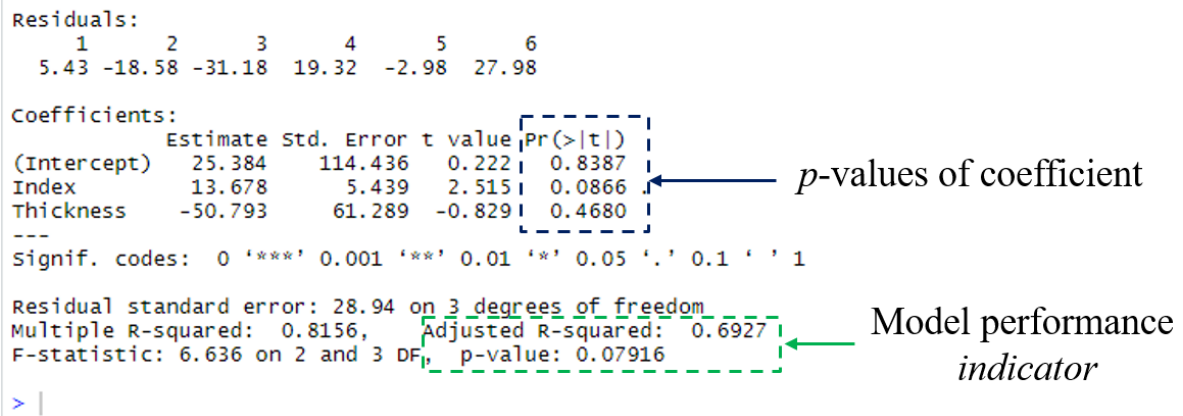 Residuals:
1 2 3 4 5 6
5.43 -18.58 -31.18 19.32 -2.98 27.98
Coefficients:
Estimate Std. Error t value Pr(>|t|)
(Intercept) 25.384 114.436 0.222 0.8387
Index 13.678 5.439 2.515 0.0866 .
Thickness -50.793 61.289 -0.829 0.4680
---
Signif. codes: 0 ‘***’ 0.001 ‘**’ 0.01 ‘*’ 0.05 ‘.’ 0.1 ‘ ’ 1
Residual standard error: 28.94 on 3 degrees of freedom
Multiple R-squared: 0.8156, Adjusted R-squared: 0.6927
F-statistic: 6.636 on 2 and 3 DF, p-value: 0.07916
>
p-values of coefficient
Model performance
indicator